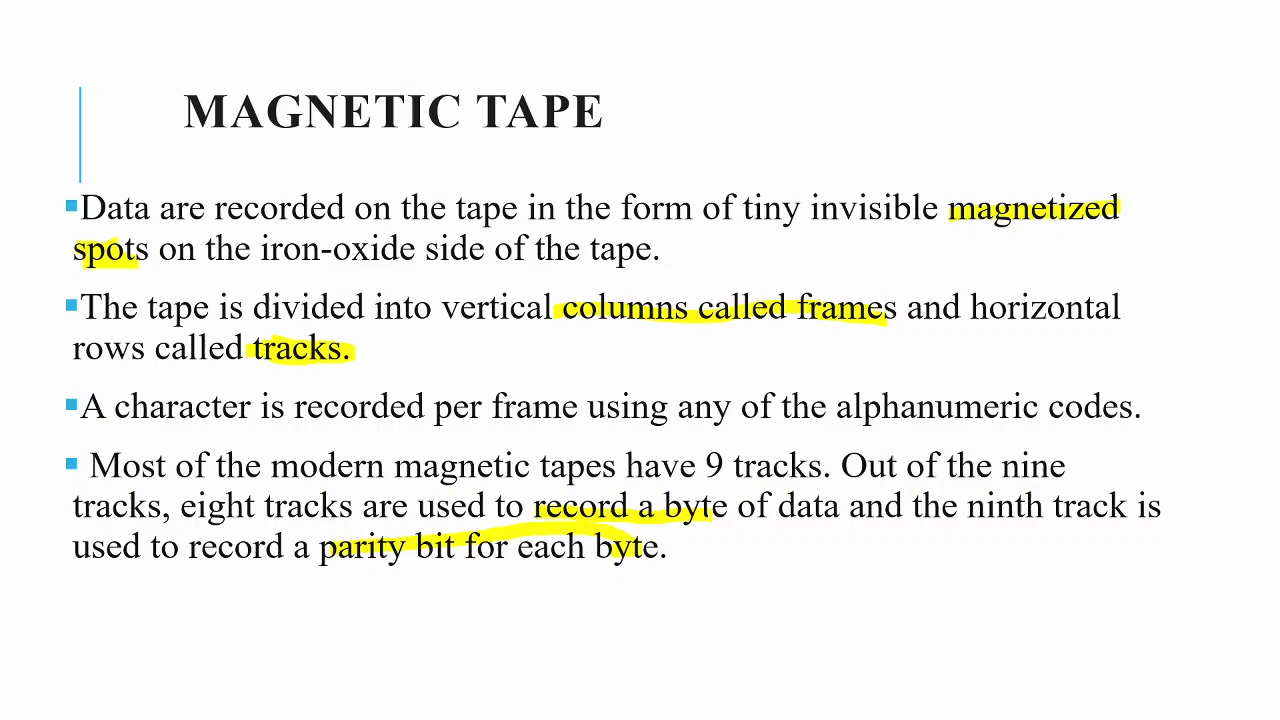 MAGNETIC TAPE
▪Data are recorded on the tape in the form of tiny invisible magnetized
spots on the iron-oxide side of the tape.
▪The tape is divided into vertical columns called frames and horizontal
rows called tracks.
▪A character is recorded per frame using any of the alphanumeric codes.
▪ Most of the modern magnetic tapes have 9 tracks. Out of the nine
tracks, eight tracks are used to record a byte of data and the ninth track is
used to record a parity bit for each byte.